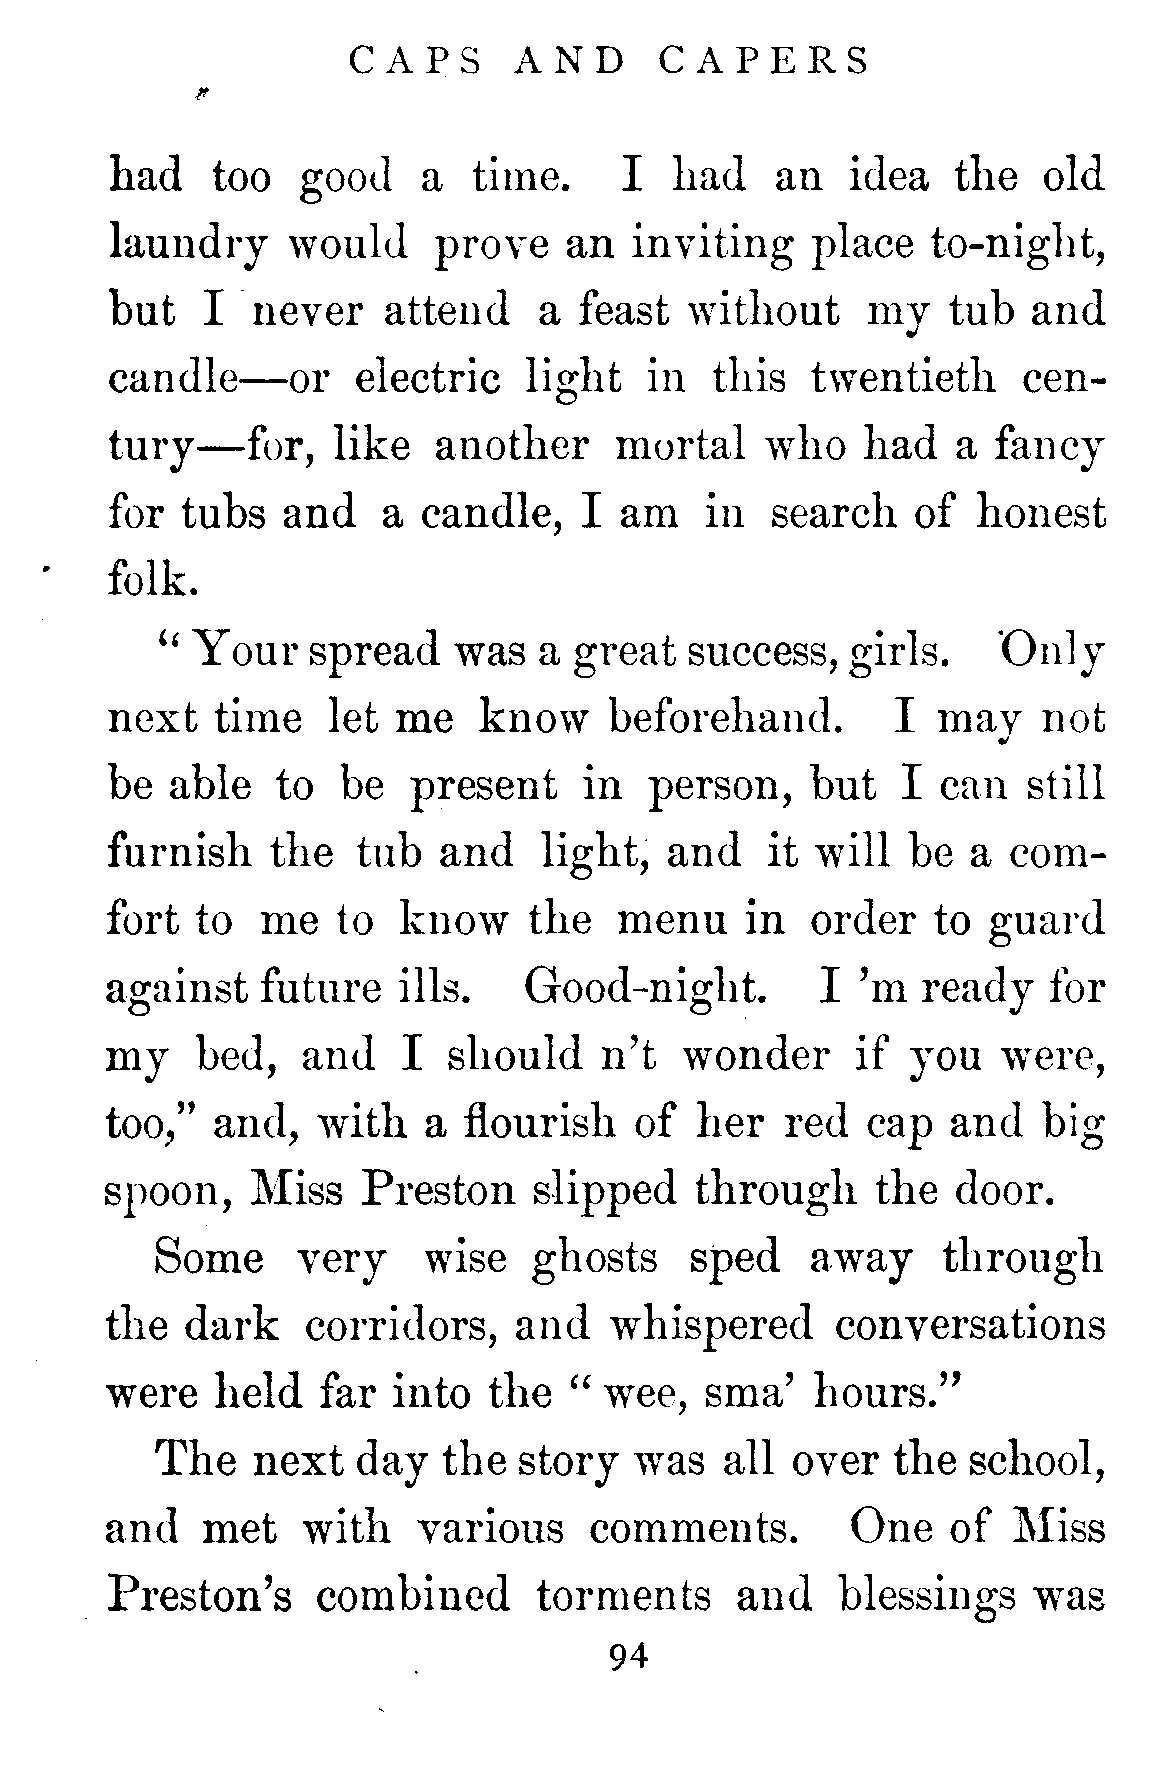 CAPS AND CAPERS
had too good a time. I had an idea the old
laundry would prove an inviting place to-night,
but I never attend a feast without my tub and
candle—or electric light in this twentieth cen-
tury—for, like another mortal who had a fancy
for tubs and a candle, I am in search of honest
folk.
“ Your spread was a great success, girls. Only
next time let me know beforehand. I may not
be able to be present in person, but I can still
furnish the tub and light, and it will be a com-
fort to me to know the menu in order to guard
against future ills. Good-night. I ’m ready for
my bed, and I should n’t wonder if you were,
too,” and, with a flourish of her red cap and big
spoon, Miss Preston slipped through the door.
Some very wise ghosts sped away through
the dark corridors, and whispered conversations
were held far into the “ wee, sma’ hours.”
The next day the story was all over the school,
and met with various comments. One of Miss
Preston’s combined torments and blessings was
94